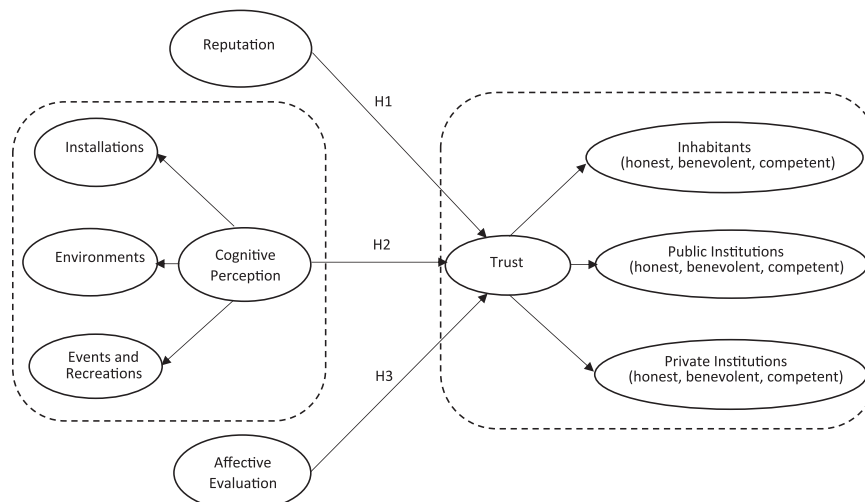 Reputation
H1
Installations
Inhabitants
(honest, benevolent, competent)
Environments
Cognitive
Perception
H2
Trust
Public Institutions
(honest, benevolent, competent)
Events and
Recreations
H3
Private Institutions
(honest, benevolent, competent)
Affective
Evaluation